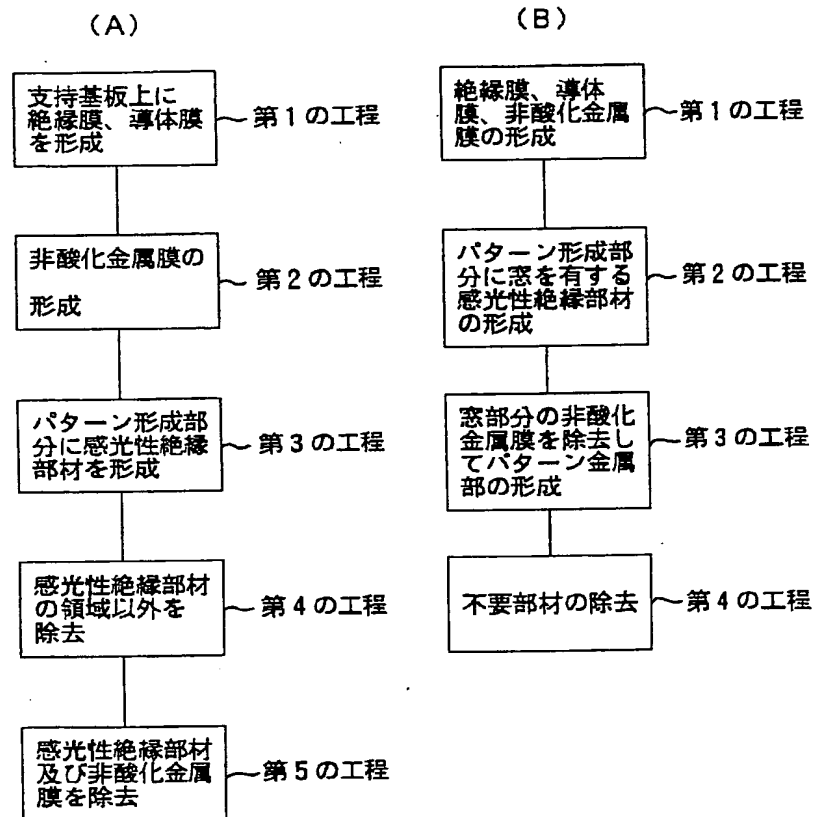 (A)
支持基板上に
絶縁膜、導体膜
を形成
第1の工程
非酸化金属膜の
形成
第2の工程
パターン形成部
分に感光性絶縁
部材を形成
第3の工程
感光性絶縁部材
の領域以外を
除去
第4の工程
感光性絶縁部材
及び非酸化金属
膜を除去
第5の工程
(B)
絶縁膜、導体
膜、非酸化金属
膜の形成
第1の工程
パターン形成部
分に窓を有する
感光性絶縁部材
の形成
第2の工程
窓部分の非酸化
金属膜を除去し
てパターン金属
部の形成
第3の工程
不要部材の除去
第4の工程